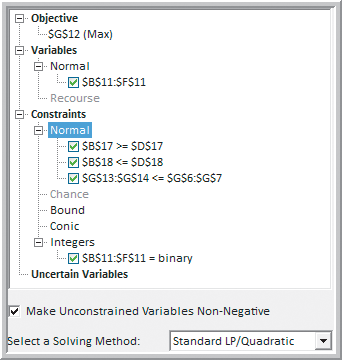 Objective
$G$12 (Max)
Variables
Normal
$B$11:$F$11
Recourse
Constraints
Normal
$B$17 >= $D$17
$B$18 <= $D$18
$G$13:$G$14 <= $G$6:$G$7
Chance
Bound
Conic
Integers
$B$11:$F$11 = binary
Uncertain Variables
Make Unconstrained Variables Non-Negative
Select a Solving Method: Standard LP/Quadratic